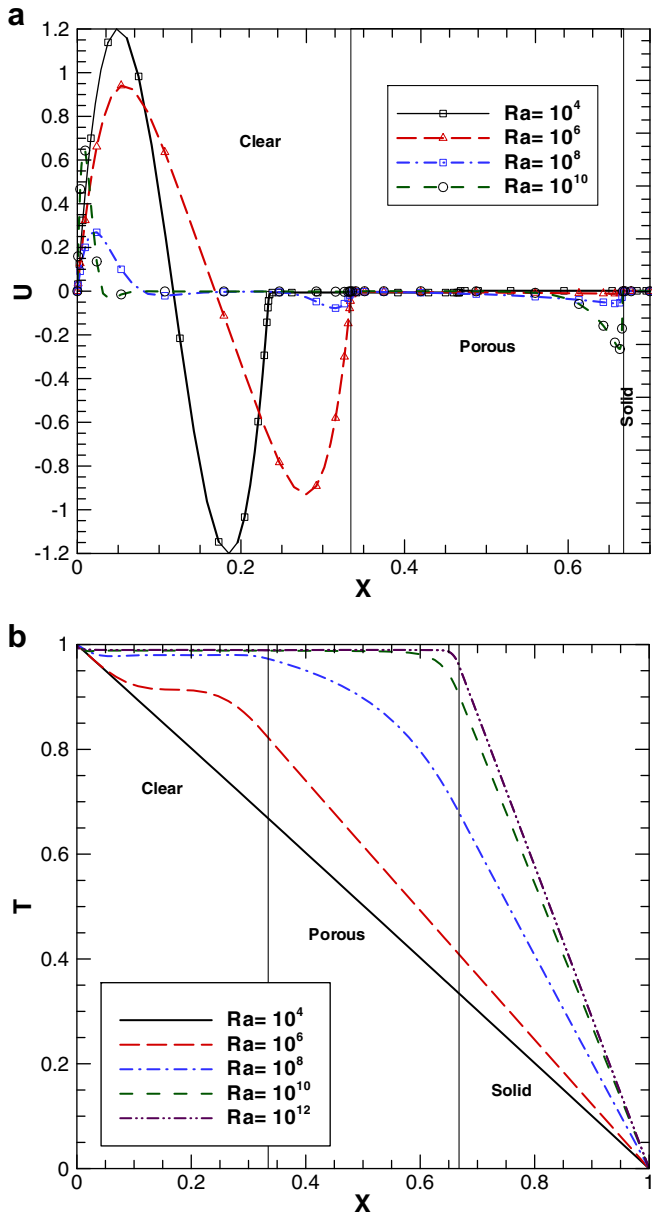 a
1.2
1
0.8
0.6
0.4
0.2
0
-0.2
-0.4
-0.6
-0.8
-1
-1.2
U
Clear
Ra= 10⁴
Ra= 10⁶
Ra= 10⁸
Ra= 10¹⁰
Porous
Solid
0 0.2 0.4 0.6
X
b
1
0.8
0.6
0.4
0.2
0
T
Clear
Porous
Solid
Ra= 10⁴
Ra= 10⁶
Ra= 10⁸
Ra= 10¹⁰
Ra= 10¹²
0 0.2 0.4 0.6 0.8 1
X